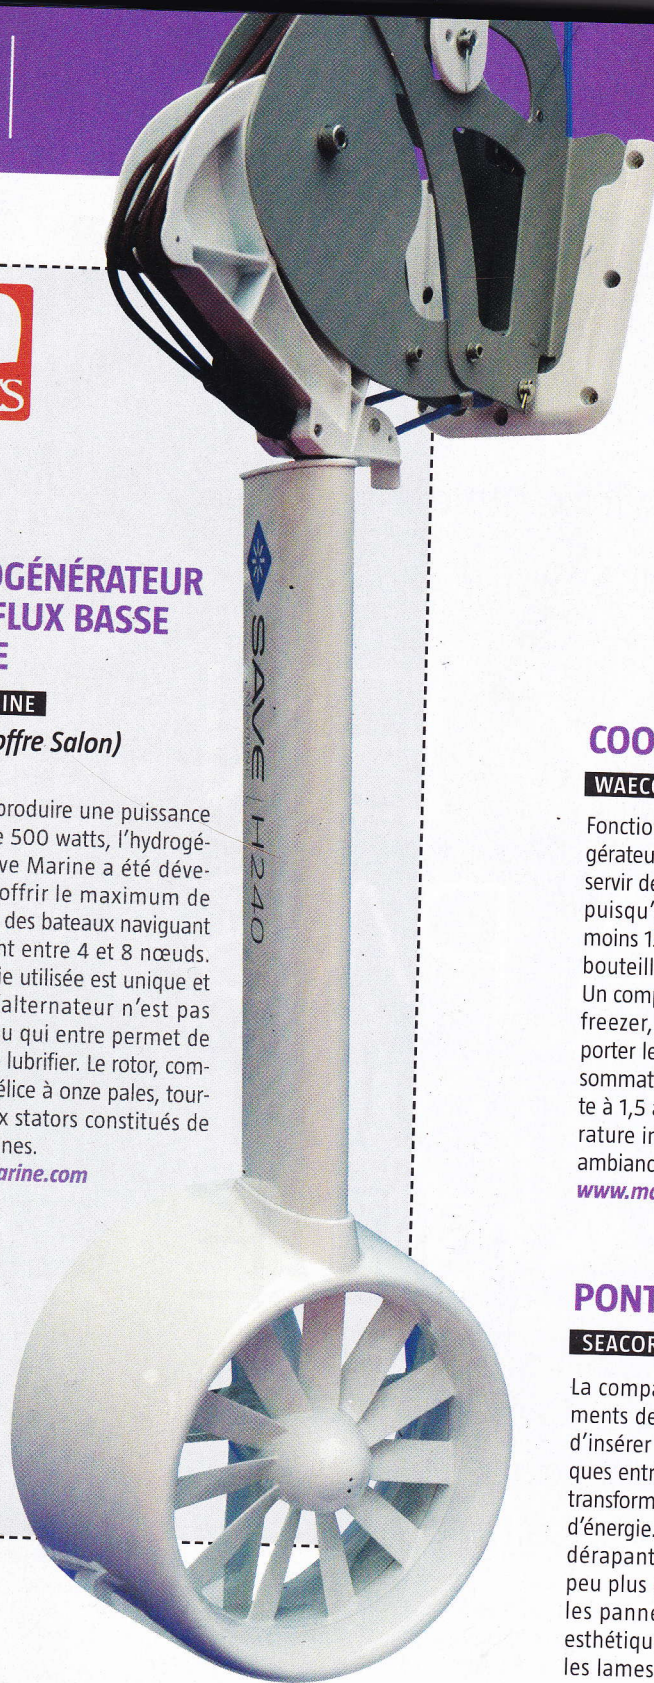 OGÉNÉRATEUR
FLUX BASSE
E
INE
offre Salon)
produire une puissance
e 500 watts, l'hydrogé-
ve Marine a été déve-
offrir le maximum de
des bateaux naviguant
nt entre 4 et 8 nœuds.
ie utilisée est unique et
'alternateur n'est pas
u qui entre permet de
e lubrifier. Le rotor, com-
élice à onze pales, tour-
x stators constitués de
nes.
arine.com
SAVE | H240
MARINE
COO
WAECO
Fonctio
gérateu
servir de
puisqu'
moins 1
bouteill
Un comp
freezer,
porter le
sommat
te à 1,5 a
rature in
ambianc
www.mo
PONT
SEACOR
La compa
ments de
d'insérer
ques entr
transform
d'énergie.
dérapant
peu plus
les panne
esthétiqu
les lames